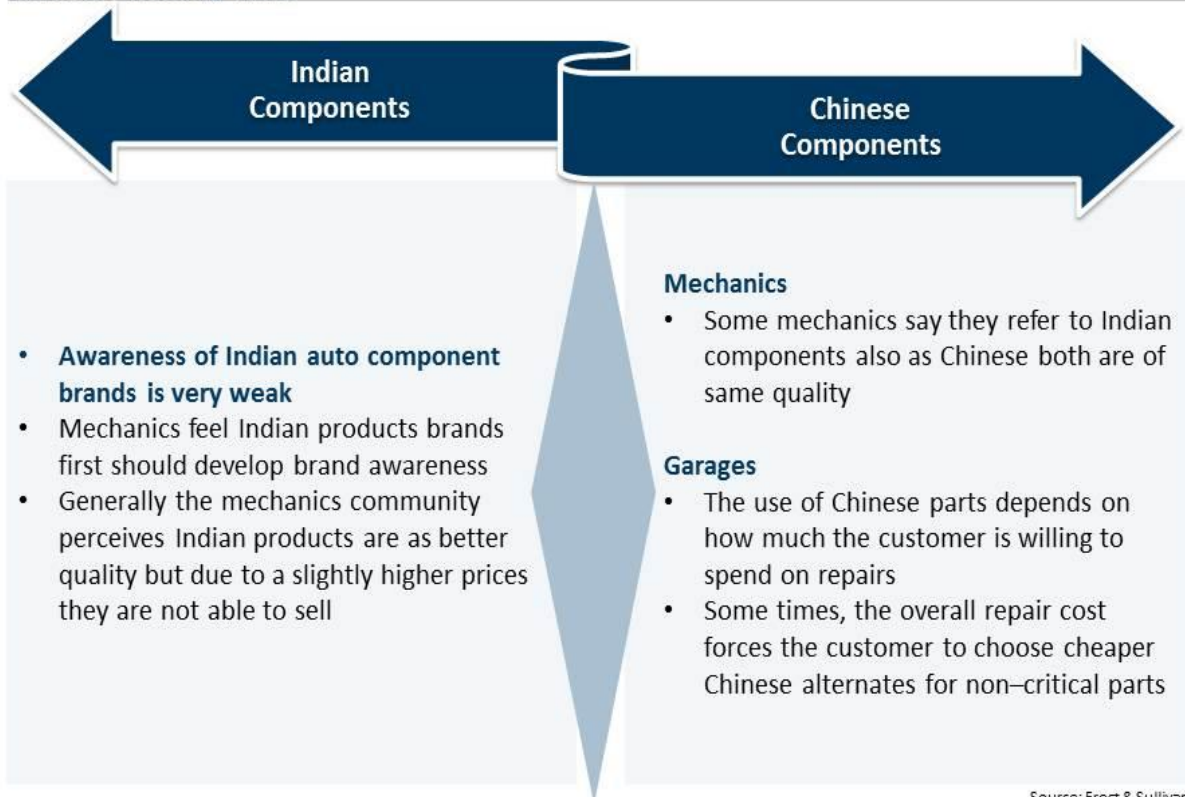 Indian
Components
Chinese
Components
• Awareness of Indian auto component
brands is very weak
• Mechanics feel Indian products brands
first should develop brand awareness
• Generally the mechanics community
perceives Indian products are as better
quality but due to a slightly higher prices
they are not able to sell
Mechanics
• Some mechanics say they refer to Indian
components also as Chinese both are of
same quality
Garages
• The use of Chinese parts depends on
how much the customer is willing to
spend on repairs
• Some times, the overall repair cost
forces the customer to choose cheaper
Chinese alternates for non–critical parts
Source: Frost & Sullivan